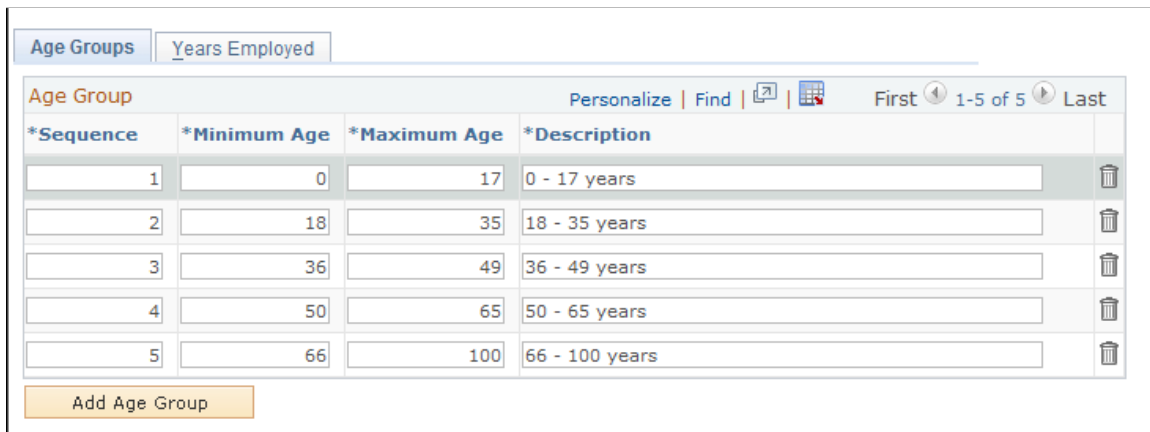 Age Groups Years Employed
Age Group Personalize | Find | | First 1-5 of 5 Last
*Sequence *Minimum Age *Maximum Age *Description
1 0 17 0 - 17 years
2 18 35 18 - 35 years
3 36 49 36 - 49 years
4 50 65 50 - 65 years
5 66 100 66 - 100 years
Add Age Group